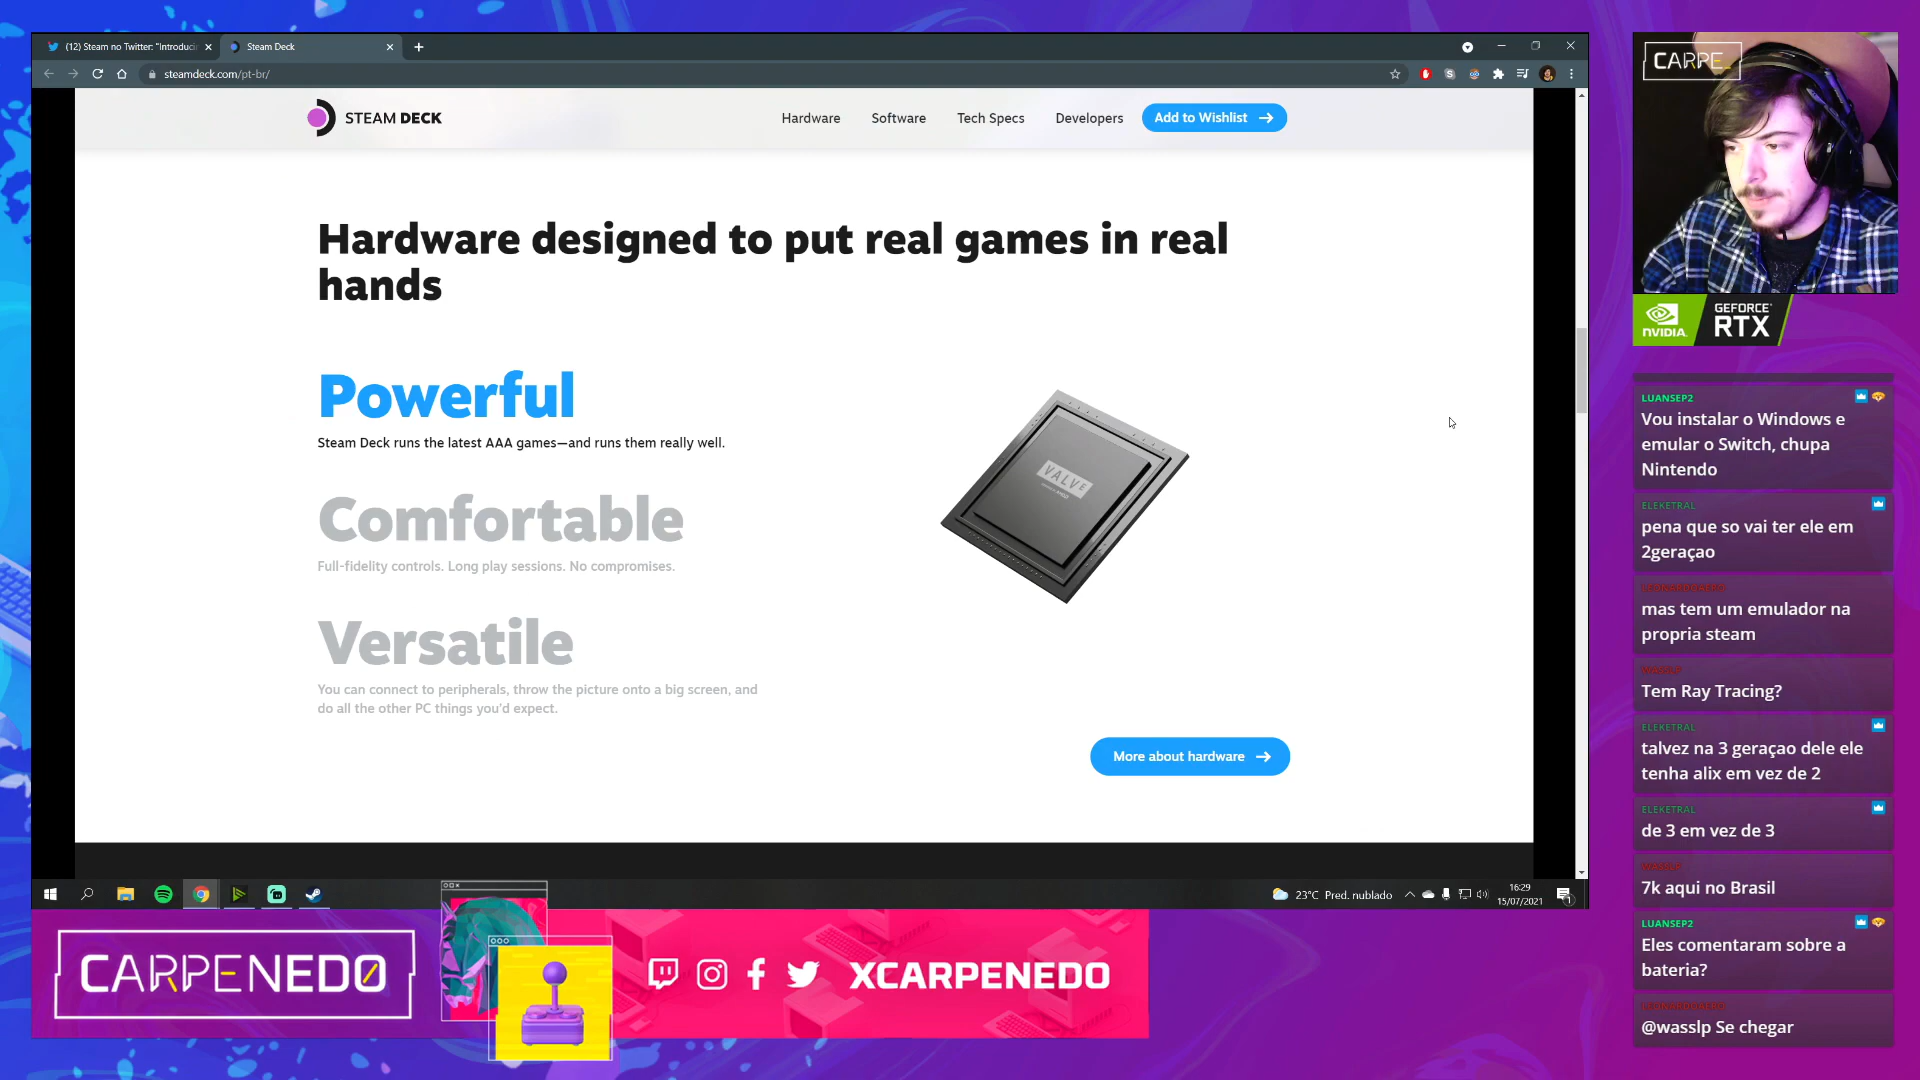 (12) Steam no Twitter: "Introducin
Steam Deck
steamdeck.com/pt-br/
STEAM DECK
Hardware
Software
Tech Specs
Developers
Add to Wishlist
Hardware designed to put real games in real
hands
Powerful
Steam Deck runs the latest AAA games—and runs them really well.
Comfortable
Full-fidelity controls. Long play sessions. No compromises.
Versatile
You can connect to peripherals, throw the picture onto a big screen, and
do all the other PC things you'd expect.
VALVE
More about hardware
23°C Pred. nublado
16:29
15/07/2021
CARPENEDO
XCARPENEDO
CARPE
NVIDIA.
GEFORCE
RTX
LUANSEP2
Vou instalar o Windows e
emular o Switch, chupa
Nintendo
ELEKETRAL
pena que so vai ter ele em
2geraçao
mas tem um emulador na
propria steam
WASSLP
Tem Ray Tracing?
ELEKETRAL
talvez na 3 geraçao dele ele
tenha alix em vez de 2
ELEKETRAL
de 3 em vez de 3
WASSLP
7k aqui no Brasil
LUANSEP2
Eles comentaram sobre a
bateria?
@wasslp Se chegar